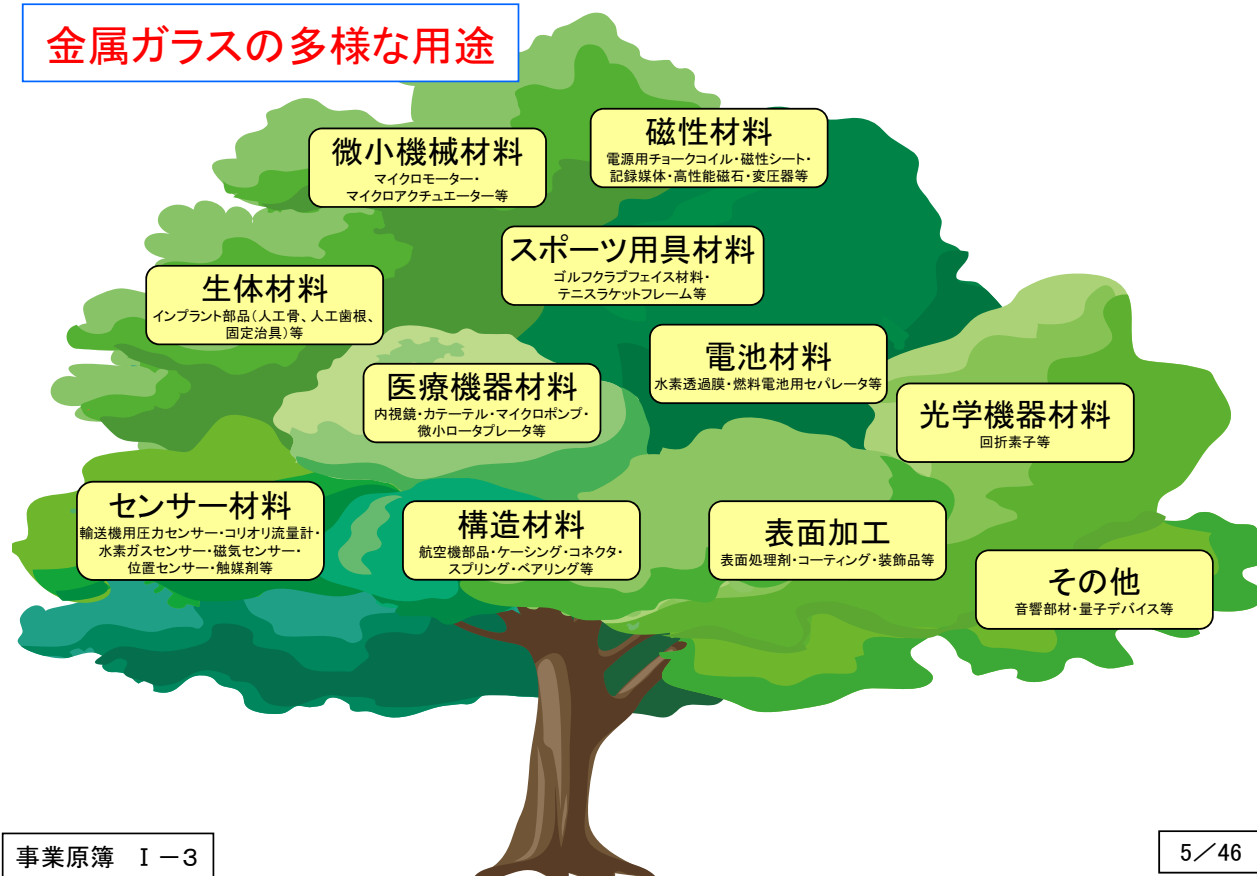 金属ガラスの多様な用途
微小機械材料
マイクロモーター・
マイクロアクチュエーター等
磁性材料
電源用チョークコイル・磁性シート・
記録媒体・高性能磁石・変圧器等
スポーツ用具材料
ゴルフクラブフェイス材料・
テニスラケットフレーム等
生体材料
インプラント部品(人工骨、人工歯根、
固定治具)等
電池材料
水素透過膜・燃料電池用セパレータ等
医療機器材料
内視鏡・カテーテル・マイクロポンプ・
微小ロータブレータ等
光学機器材料
回折素子等
センサー材料
輸送機用圧力センサー・コリオリ流量計・
水素ガスセンサー・磁気センサー・
位置センサー・触媒剤等
構造材料
航空機部品・ケーシング・コネクタ・
スプリング・ベアリング等
表面加工
表面処理剤・コーティング・装飾品等
その他
音響部材・量子デバイス等
事業原簿 Ⅰ-3
5/46